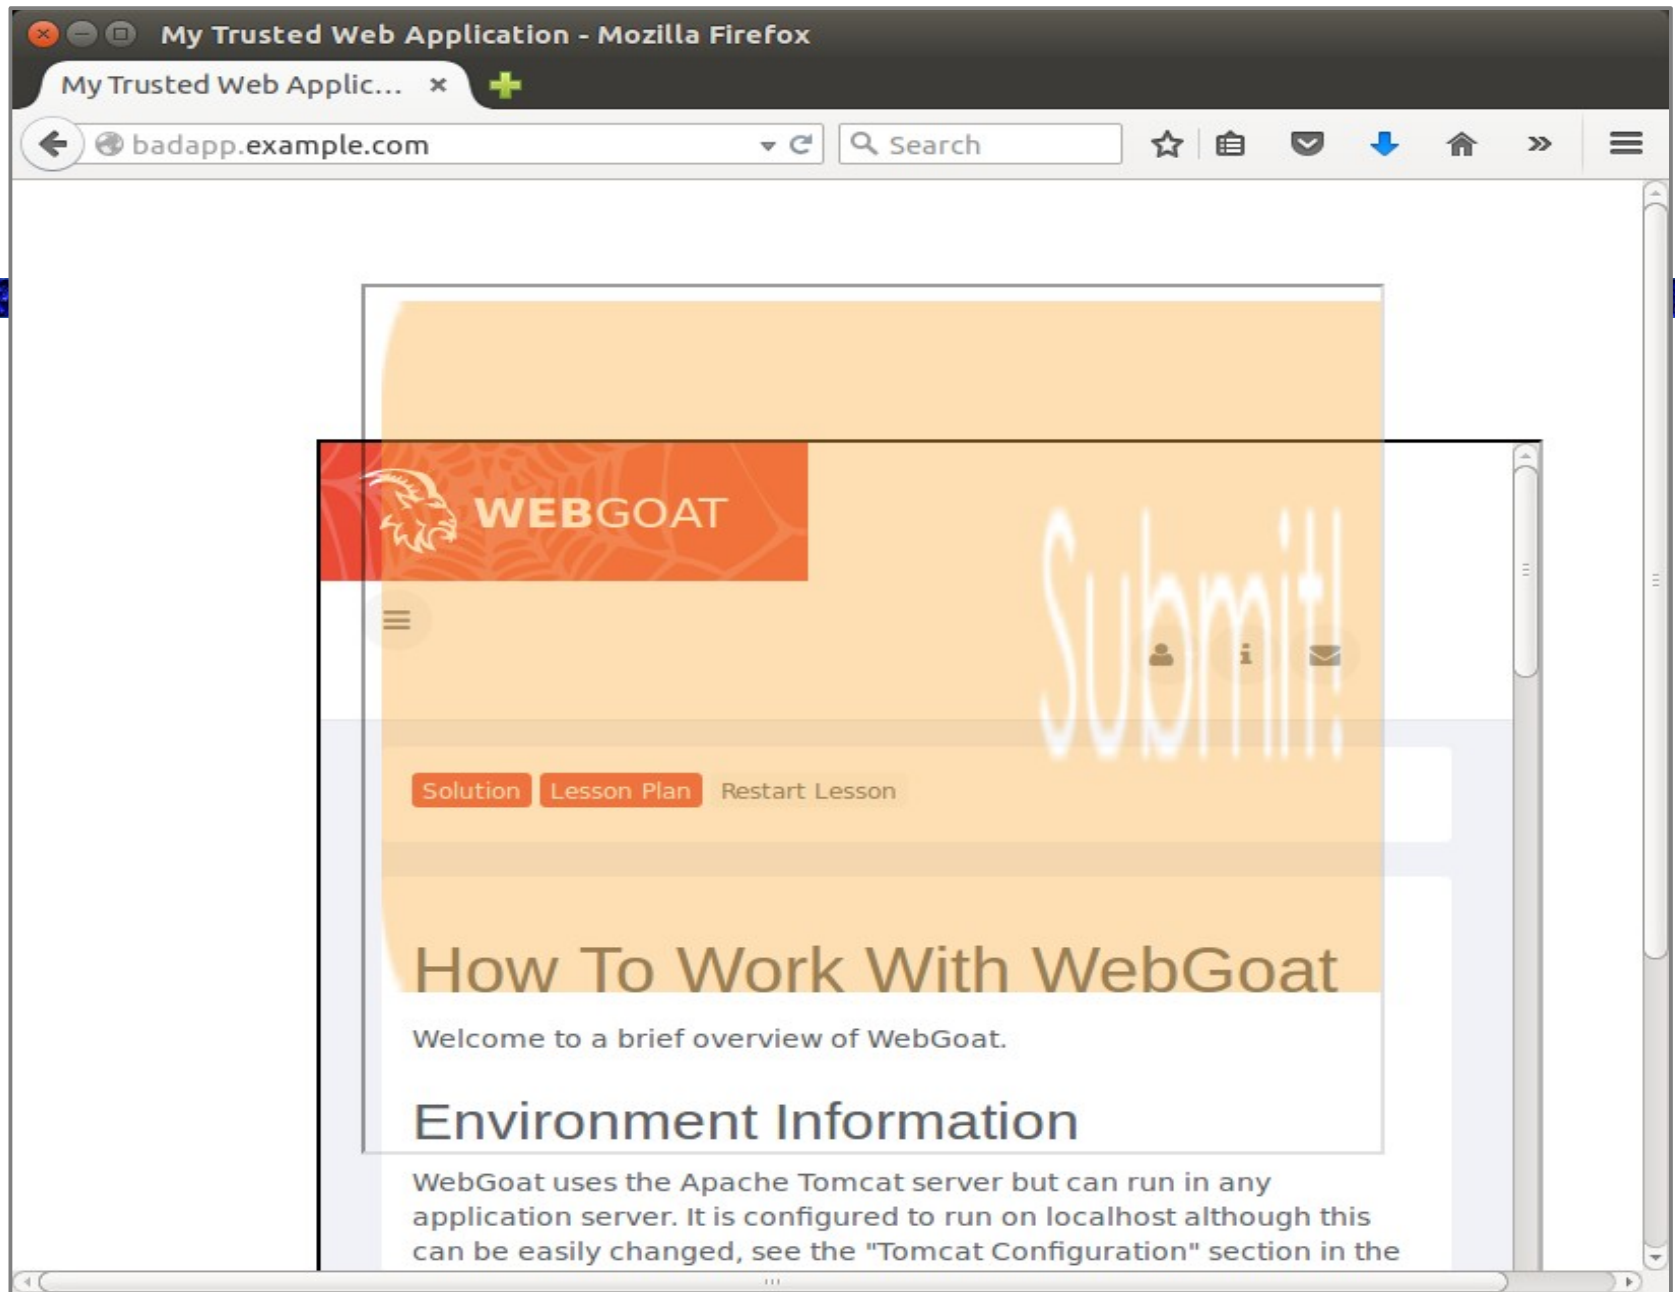 My Trusted Web Application - Mozilla Firefox
My Trusted Web Applic...
badapp.example.com
Search
WEBGOAT
Submit!
Solution Lesson Plan Restart Lesson
How To Work With WebGoat
Welcome to a brief overview of WebGoat.
Environment Information
WebGoat uses the Apache Tomcat server but can run in any
application server. It is configured to run on localhost although this
can be easily changed, see the "Tomcat Configuration" section in the